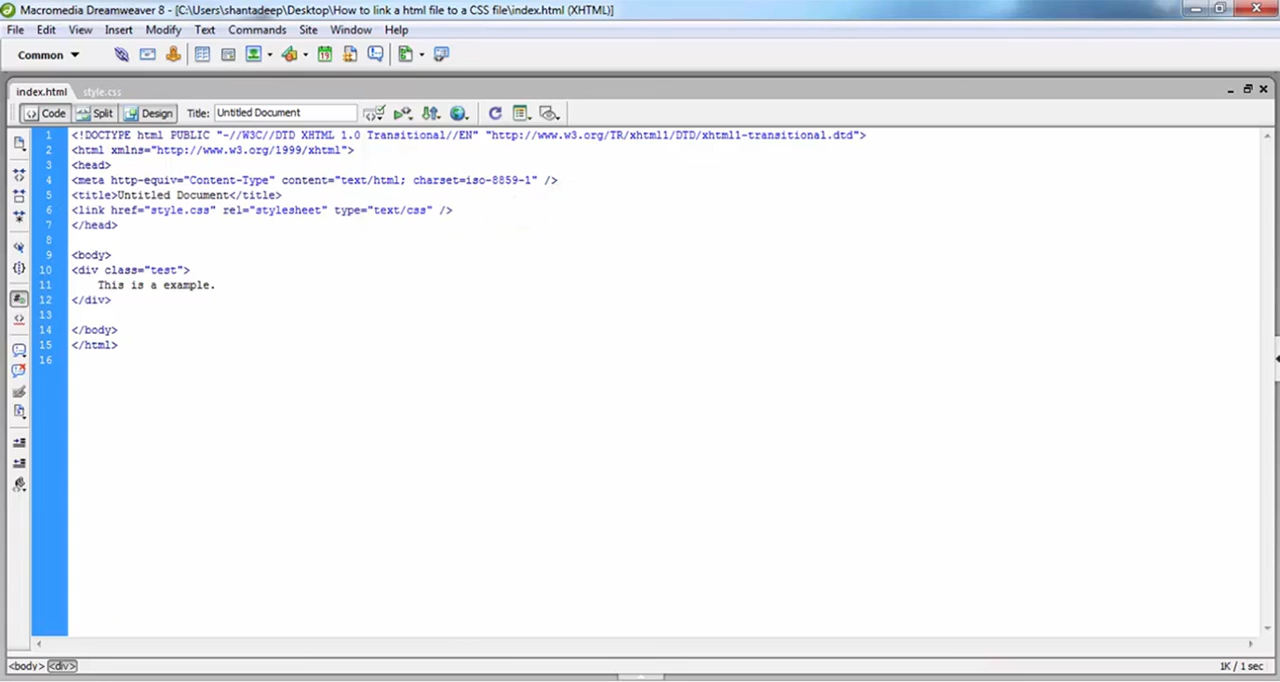 Macromedia Dreamweaver 8 - [C:\Users\shantadeep\Desktop\How to link a html file to a CSS file\index.html (XHTML)]
File Edit View Insert Modify Text Commands Site Window Help
Common
index.html style.css
Code Split Design Title: Untitled Document
1 <!DOCTYPE html PUBLIC "-//W3C//DTD XHTML 1.0 Transitional//EN" "http://www.w3.org/TR/xhtml1/DTD/xhtml1-transitional.dtd">
2 <html xmlns="http://www.w3.org/1999/xhtml">
3 <head>
4 <meta http-equiv="Content-Type" content="text/html; charset=iso-8859-1" />
5 <title>Untitled Document</title>
6 <link href="style.css" rel="stylesheet" type="text/css" />
7 </head>
8
9 <body>
10 <div class="test">
11 This is a example.
12 </div>
13
14 </body>
15 </html>
16
<body> <div> 1K / 1 sec